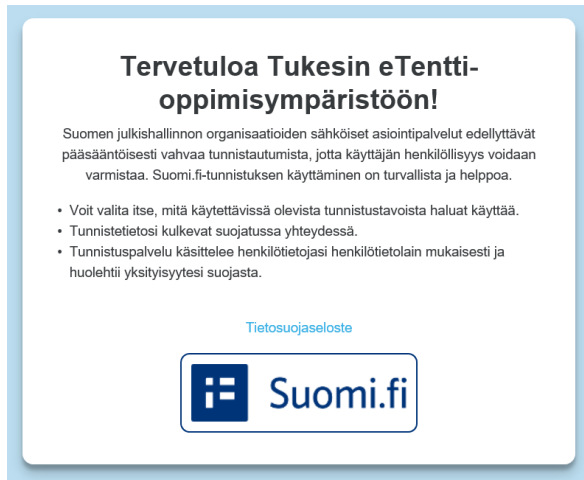 Tervetuloa Tukesin eTentti-
oppimisympäristöön!
Suomen julkishallinnon organisaatioiden sähköiset asiointipalvelut edellyttävät
pääsääntöisesti vahvaa tunnistautumista, jotta käyttäjän henkilöllisyys voidaan
varmistaa. Suomi.fi-tunnistuksen käyttäminen on turvallista ja helppoa.
• Voit valita itse, mitä käytettävissä olevista tunnistustavoista haluat käyttää.
• Tunnistetietosi kulkevat suojatussa yhteydessä.
• Tunnistuspalvelu käsittelee henkilötietojasi henkilötietolain mukaisesti ja
huolehtii yksityisyytesi suojasta.
Tietosuojaseloste
Suomi.fi